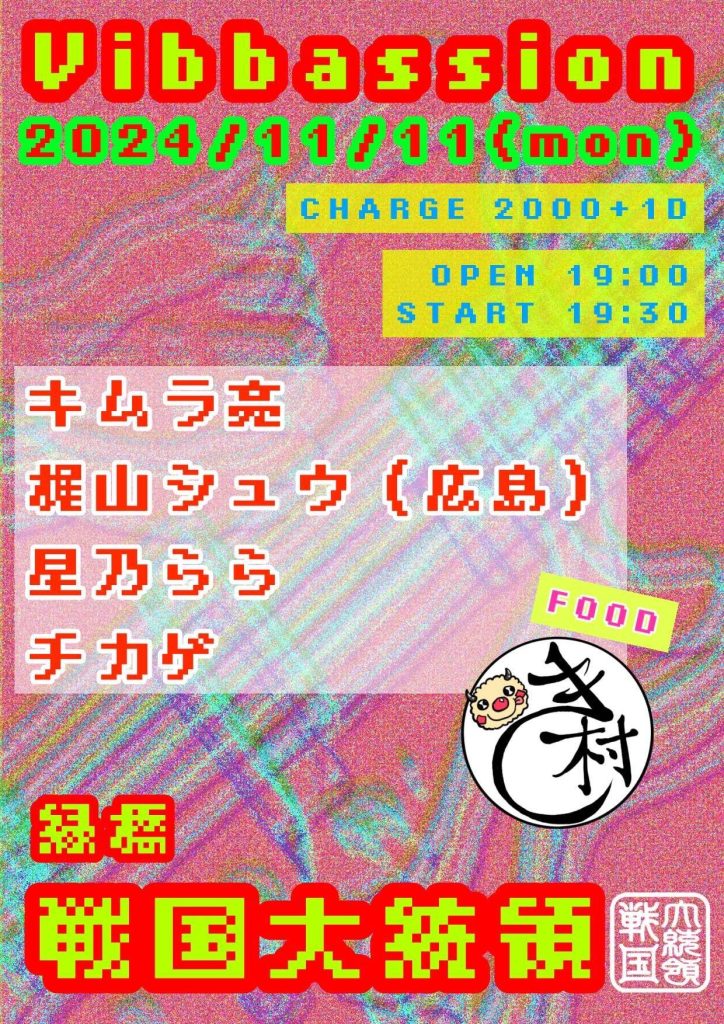 Vibbassion
2024/11/11(mon)
CHARGE 2000+1D
OPEN 19:00
START 19:30
キムラ亮
梶山シュウ(広島)
星乃らら
チカゲ
FOOD
き村
緑橋
戦国大統領
大統領
戦国